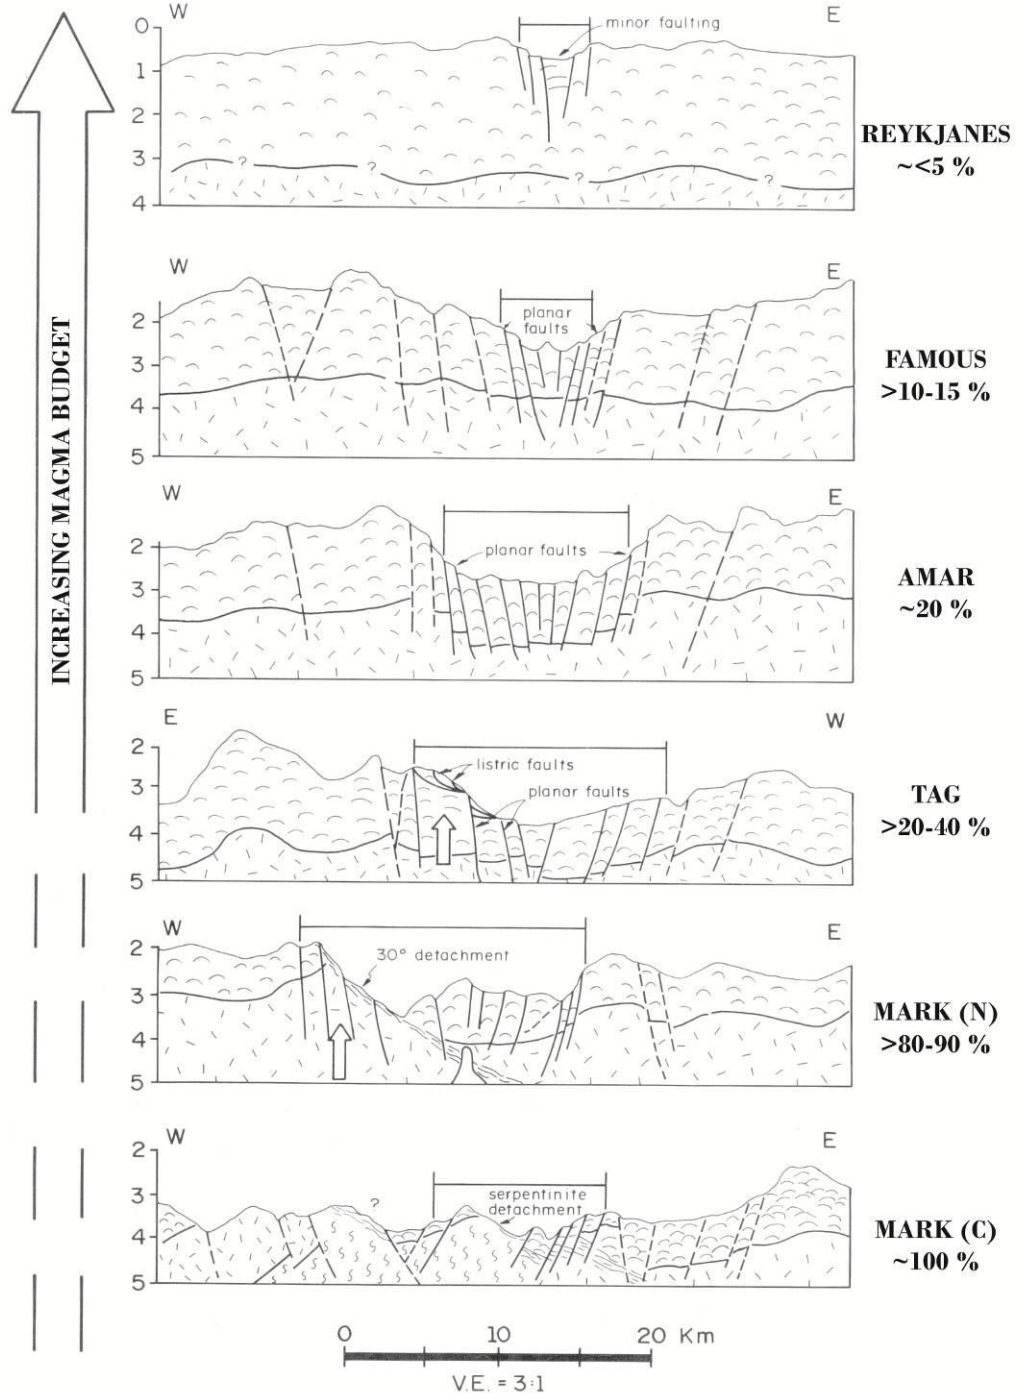 W
E
minor faulting
0
1
2
3
4
? ? ? ?
REYKJANES
~<5 %
W
E
planar
faults
2
3
4
5
FAMOUS
>10-15 %
W
E
planar faults
2
3
4
5
AMAR
~20 %
E
W
listric faults
planar faults
2
3
4
5
TAG
>20-40 %
W
E
30° detachment
2
3
4
5
MARK (N)
>80-90 %
W
E
?
serpentinite
detachment
2
3
4
5
MARK (C)
~100 %
INCREASING MAGMA BUDGET
0 10 20 Km
V.E. = 3:1